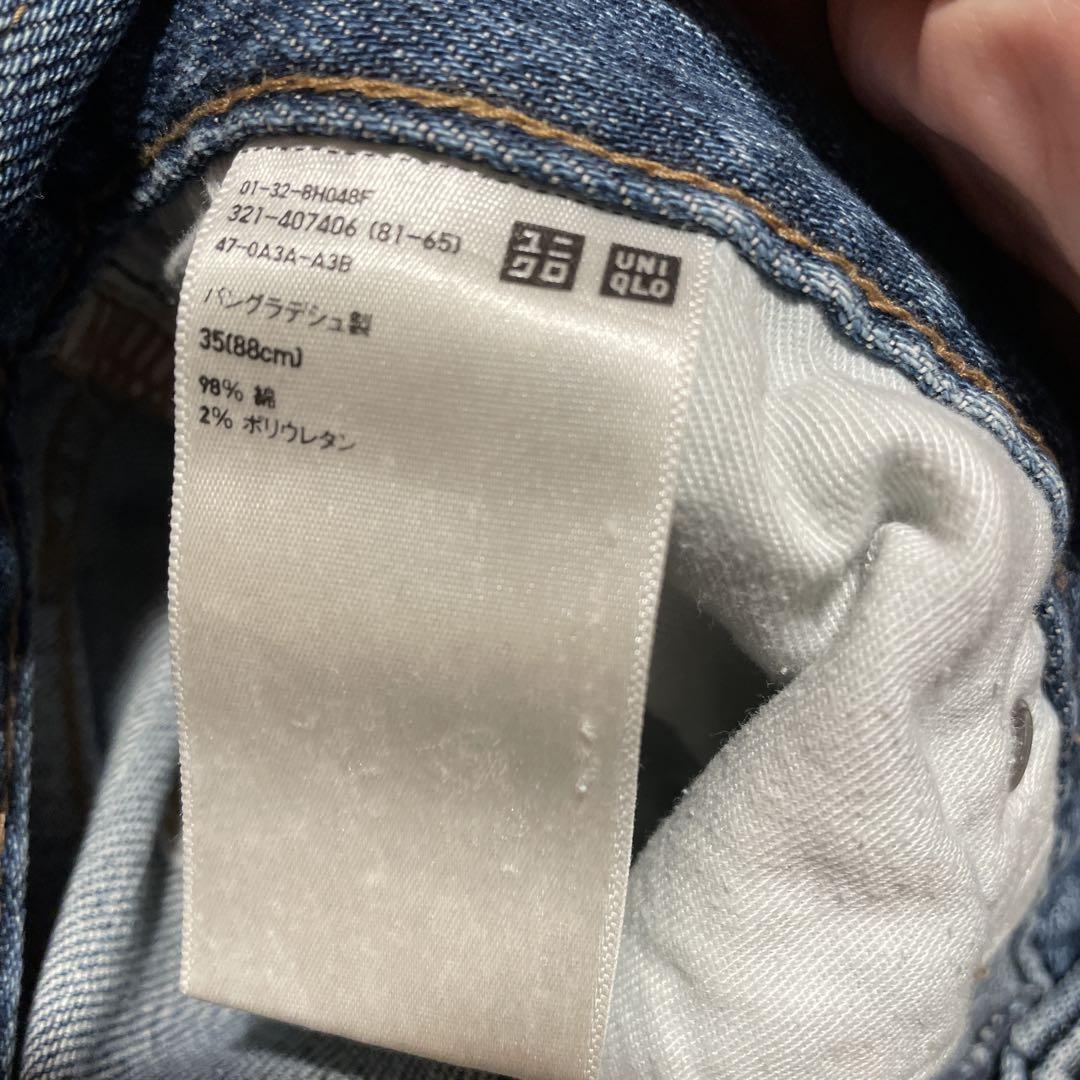 01-32-8H048F
321-407406 (81-65)
47-0A3A-A3B
バングラデシュ製
35(88cm)
98% 綿
2% ポリウレタン
ユニ
クロ
UNI
QLO